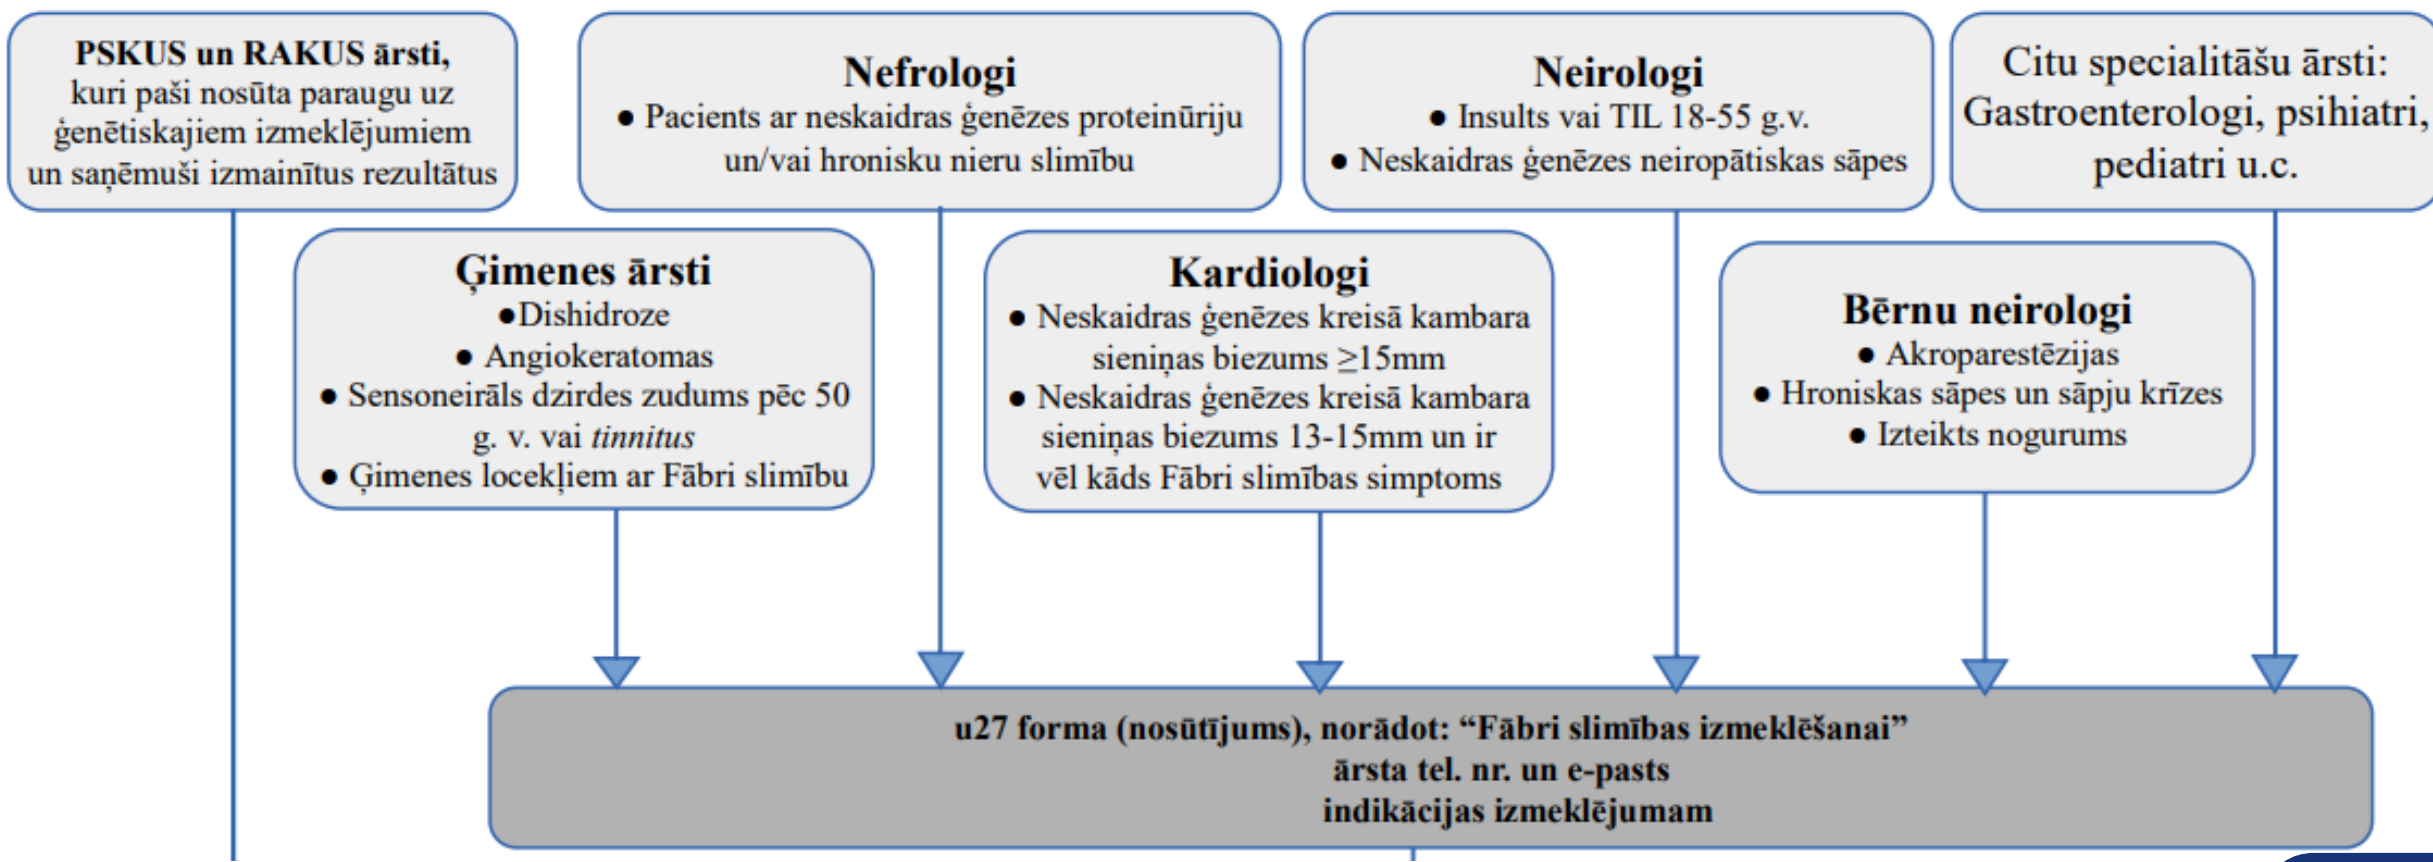 PSKUS un RAKUS ārsti,
kuri paši nosūta paraugu uz
ģenētiskajiem izmeklējumiem
un saņēmuši izmainītus rezultātus
Nefrologi
● Pacients ar neskaidras ģenēzes proteinūriju
un/vai hronisku nieru slimību
Neirologi
● Insults vai TIL 18-55 g.v.
● Neskaidras ģenēzes neiropātiskas sāpes
Citu specialitāšu ārsti:
Gastroenterologi, psihiatri,
pediatri u.c.
Ģimenes ārsti
●Dishidroze
● Angiokeratomas
● Sensoneirāls dzirdes zudums pēc 50
g. v. vai tinnitus
● Ģimenes locekļiem ar Fābri slimību
Kardiologi
● Neskaidras ģenēzes kreisā kambara
sieniņas biezums ≥15mm
● Neskaidras ģenēzes kreisā kambara
sieniņas biezums 13-15mm un ir
vēl kāds Fābri slimības simptoms
Bērnu neirologi
● Akroparestēzijas
● Hroniskas sāpes un sāpju krīzes
● Izteikts nogurums
u27 forma (nosūtījums), norādot: “Fābri slimības izmeklēšanai”
ārsta tel. nr. un e-pasts
indikācijas izmeklējumam